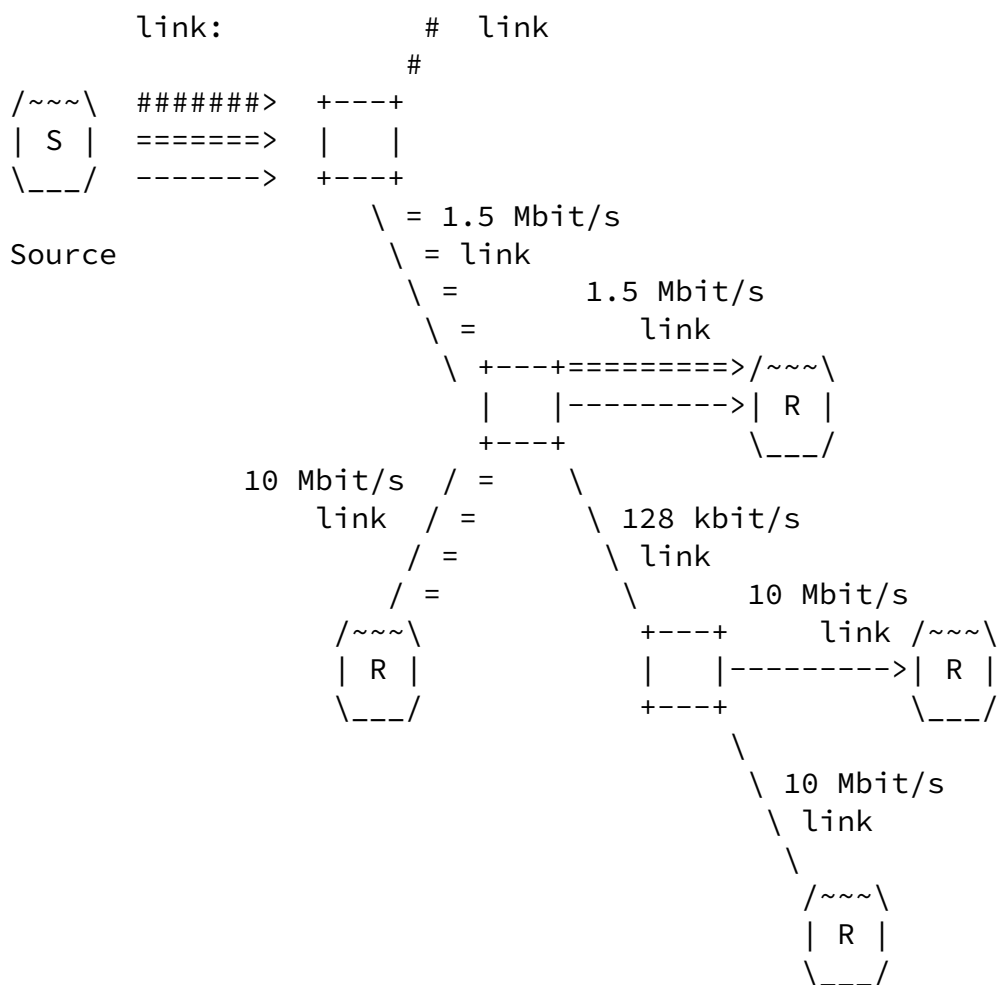 link:           #  link
                      #
/~~~\  #######>  +---+
| S |  =======>  |   |
\___/  ------->  +---+
                    \ = 1.5 Mbit/s
Source               \ = link
                      \ =       1.5 Mbit/s
                       \ =         link
                        \ +---+=========>/~~~\
                          |   |--------->| R |
                          +---+          \___/
             10 Mbit/s  / =    \
                 link  / =      \ 128 kbit/s
                      / =        \ link
                     / =          \      10 Mbit/s
                  /~~~\            +---+     link /~~~\
                  | R |            |   |--------->| R |
                  \___/            +---+          \___/
                                        \
                                         \ 10 Mbit/s
                                          \ link
                                           \
                                            /~~~\
                                            | R |
                                            \___/